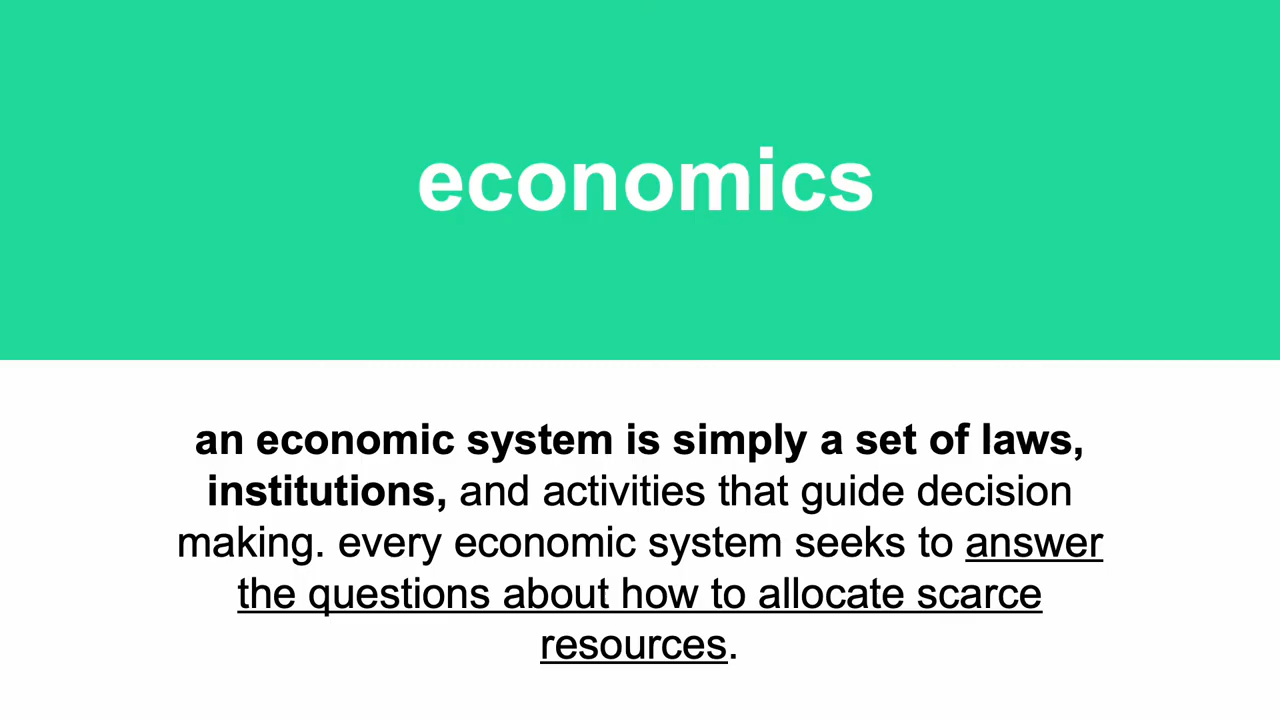 economics
an economic system is simply a set of laws,
institutions, and activities that guide decision
making. every economic system seeks to answer
the questions about how to allocate scarce
resources.